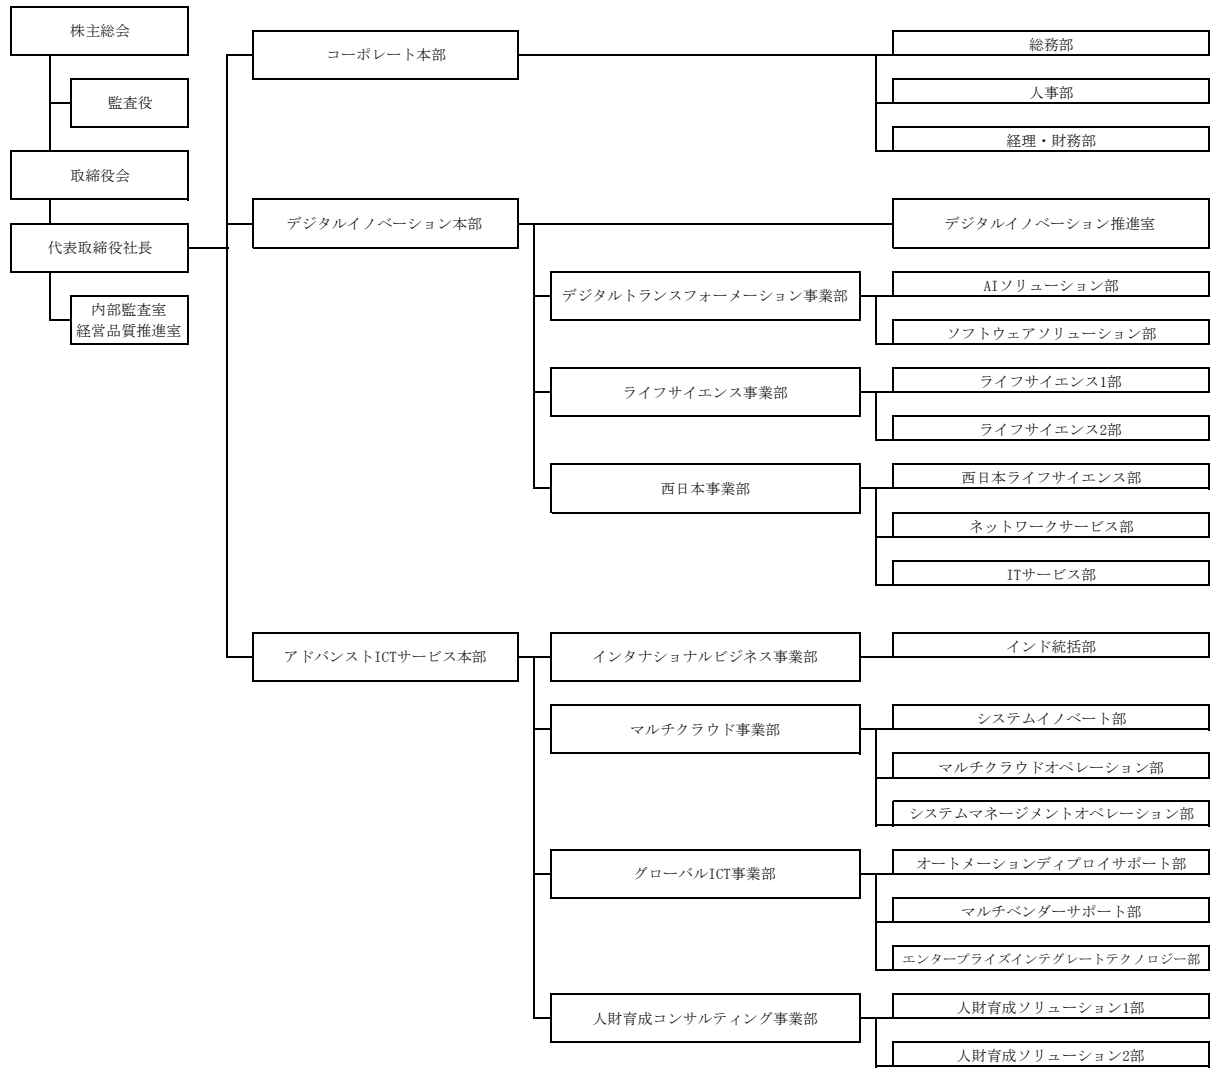 株主総会
監査役
取締役会
代表取締役社長
内部監査室
経営品質推進室
コーポレート本部
総務部
人事部
経理・財務部
デジタルイノベーション本部
デジタルイノベーション推進室
デジタルトランスフォーメーション事業部
AIソリューション部
ソフトウェアソリューション部
ライフサイエンス事業部
ライフサイエンス1部
ライフサイエンス2部
西日本事業部
西日本ライフサイエンス部
ネットワークサービス部
ITサービス部
アドバンストICTサービス本部
インタナショナルビジネス事業部
インド統括部
マルチクラウド事業部
システムイノベート部
マルチクラウドオペレーション部
システムマネージメントオペレーション部
グローバルICT事業部
オートメーションディプロイサポート部
マルチベンダーサポート部
エンタープライズインテグレートテクノロジー部
人財育成コンサルティング事業部
人財育成ソリューション1部
人財育成ソリューション2部